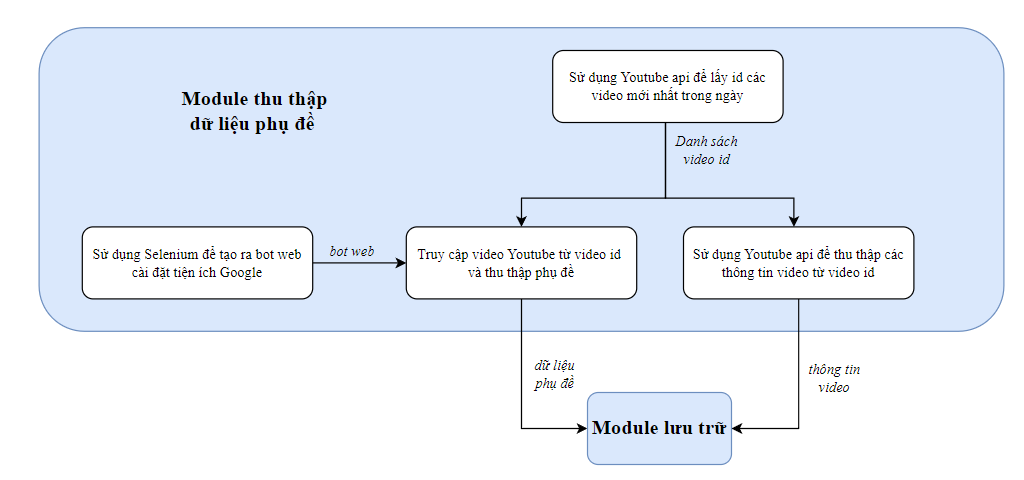 Sử dụng Youtube api để lấy id các
video mới nhất trong ngày
Module thu thập
dữ liệu phụ đề
Danh sách
video id
Sử dụng Selenium để tạo ra bot web
cài đặt tiện ích Google
bot web
Truy cập video Youtube từ video id
và thu thập phụ đề
Sử dụng Youtube api để thu thập các
thông tin video từ video id
dữ liệu
phụ đề
thông tin
video
Module lưu trữ